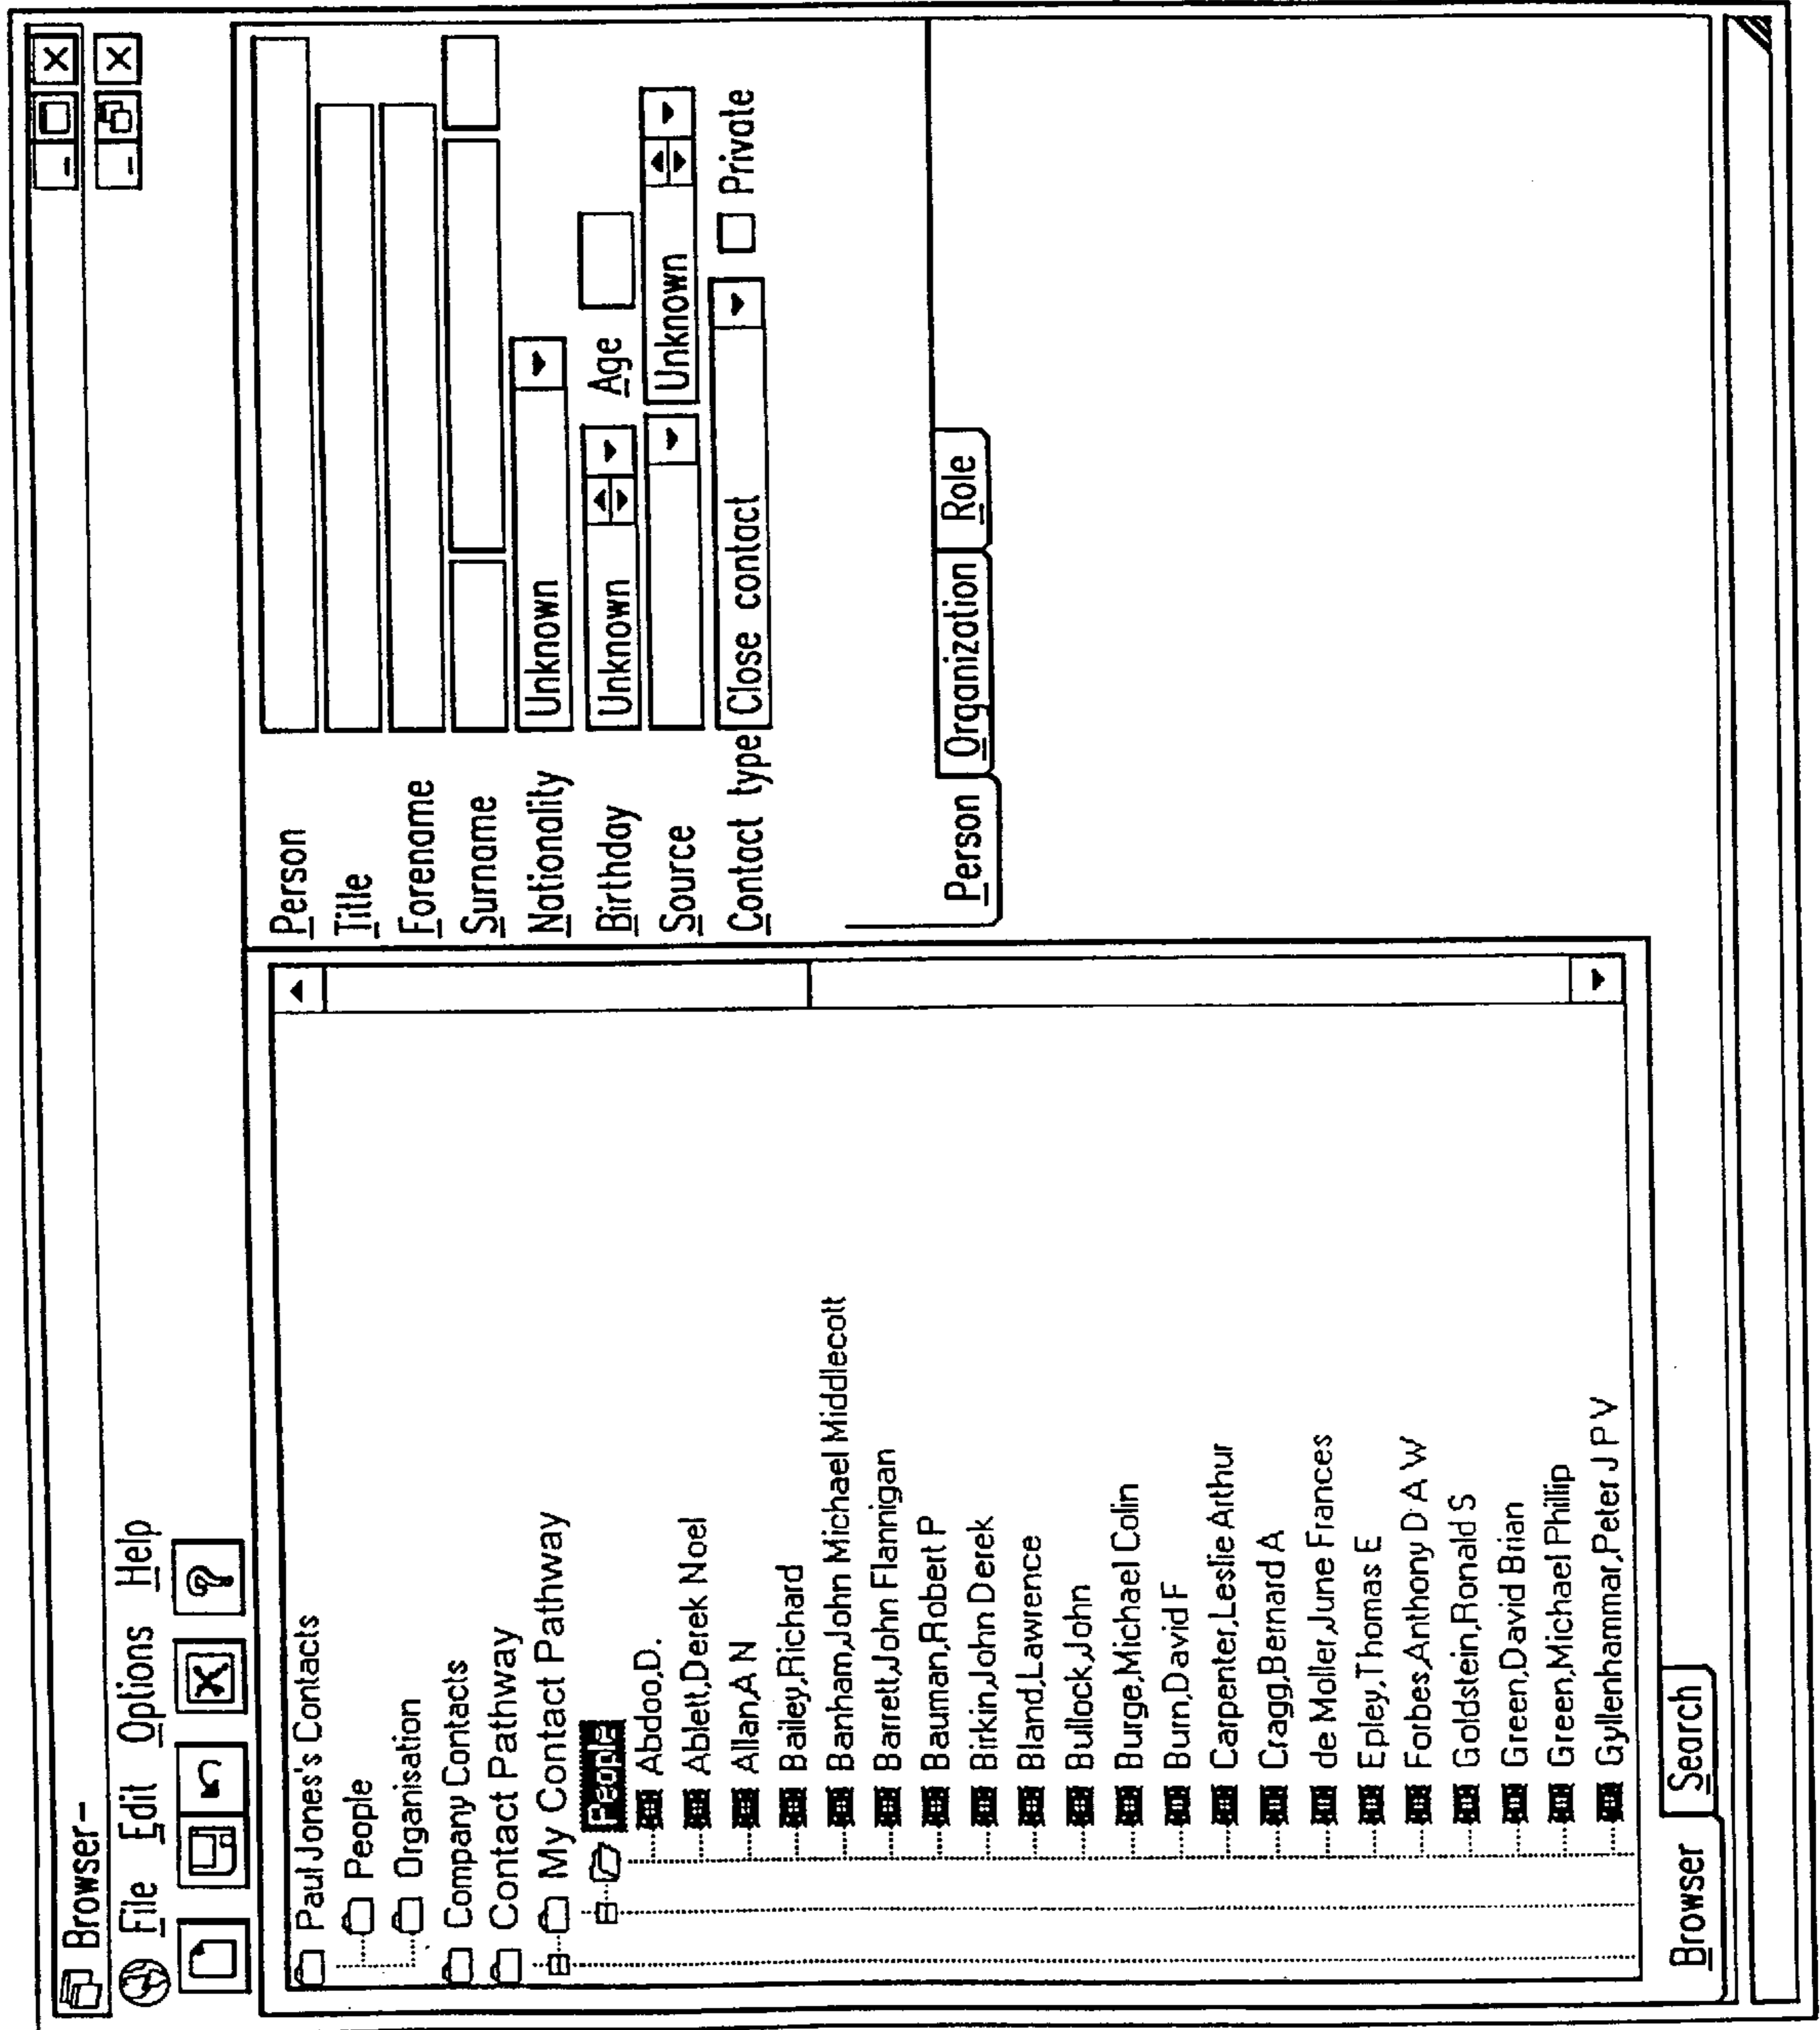 Browser-
File Edit Options Help
Paul Jones's Contacts
People
Organisation
Company Contacts
Contact Pathway
My Contact Pathway
People
Abdoo,D.
Ablett,Derek Noel
Allan,A N
Bailey,Richard
Banham,John Michael Middlecott
Barrett,John Flannigan
Bauman,Robert P
Birkin,John Derek
Bland,Lawrence
Bullock,John
Burge,Michael Colin
Burn,David F
Carpenter,Leslie Arthur
Cragg,Bernard A
de Moller,June Frances
Epley,Thomas E
Forbes,Anthony D A W
Goldstein,Ronald S
Green,David Brian
Green,Michael Phillip
Gyllenhammar,Peter J P V
Browser Search
Person
Title
Forename
Surname
Nationality Unknown
Birthday Unknown Age
Source Unknown
Contact type Close contact Private
Person Organization Role